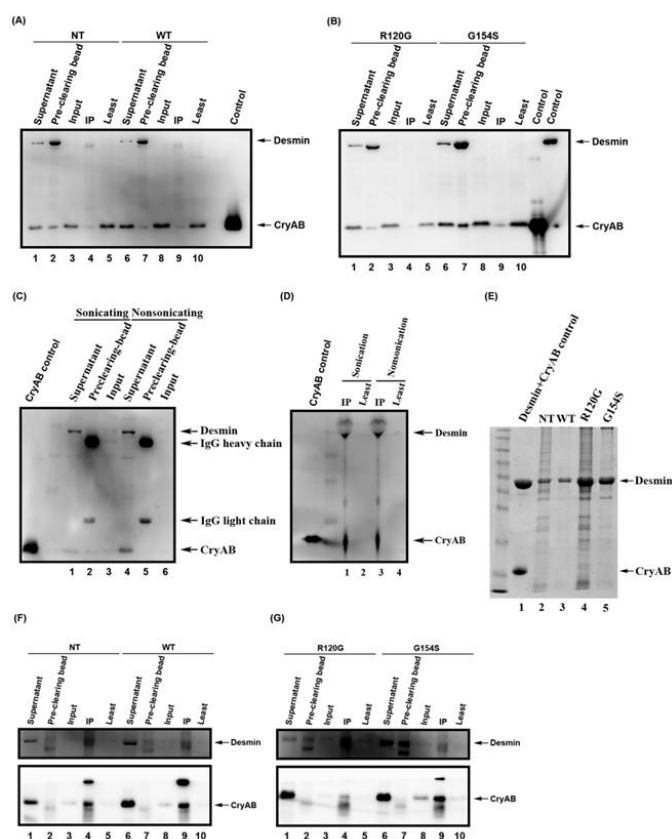 (A)
NT WT
Supernatant Pre-clearing bead Input IP Least Supernatant Pre-clearing bead Input IP Least Control
Desmin
CryAB
1 2 3 4 5 6 7 8 9 10
(B)
R120G G154S
Supernatant Pre-clearing bead Input IP Least Supernatant Pre-clearing bead Input IP Least Control Control
Desmin
CryAB
1 2 3 4 5 6 7 8 9 10
(C)
Sonicating Nonsonicating
CryAB control Supernatant Preclearing-bead Input Supernatant Preclearing-bead Input
Desmin
IgG heavy chain
IgG light chain
CryAB
1 2 3 4 5 6
(D)
Sonication Nonsonication
CryAB control IP Least IP Least
Desmin
CryAB
1 2 3 4
(E)
Desmin+CryAB control NT WT R120G G154S
Desmin
CryAB
1 2 3 4 5
(F)
NT WT
Supernatant Pre-clearing bead Input IP Least Supernatant Pre-clearing bead Input IP Least
Desmin
CryAB
1 2 3 4 5 6 7 8 9 10
(G)
R120G G154S
Supernatant Pre-clearing bead Input IP Least Supernatant Pre-clearing bead Input IP Least
Desmin
CryAB
1 2 3 4 5 6 7 8 9 10